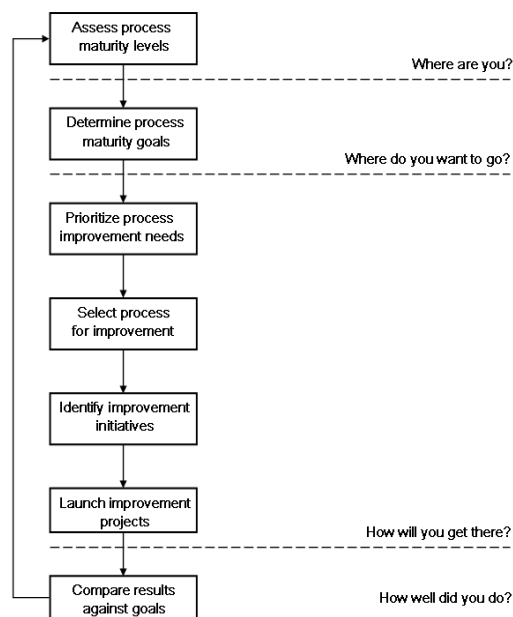 Assess process
maturity levels
Where are you?
Determine process
maturity goals
Where do you want to go?
Prioritize process
improvement needs
Select process
for improvement
Identify improvement
initiatives
Launch improvement
projects
How will you get there?
Compare results
against goals
How well did you do?